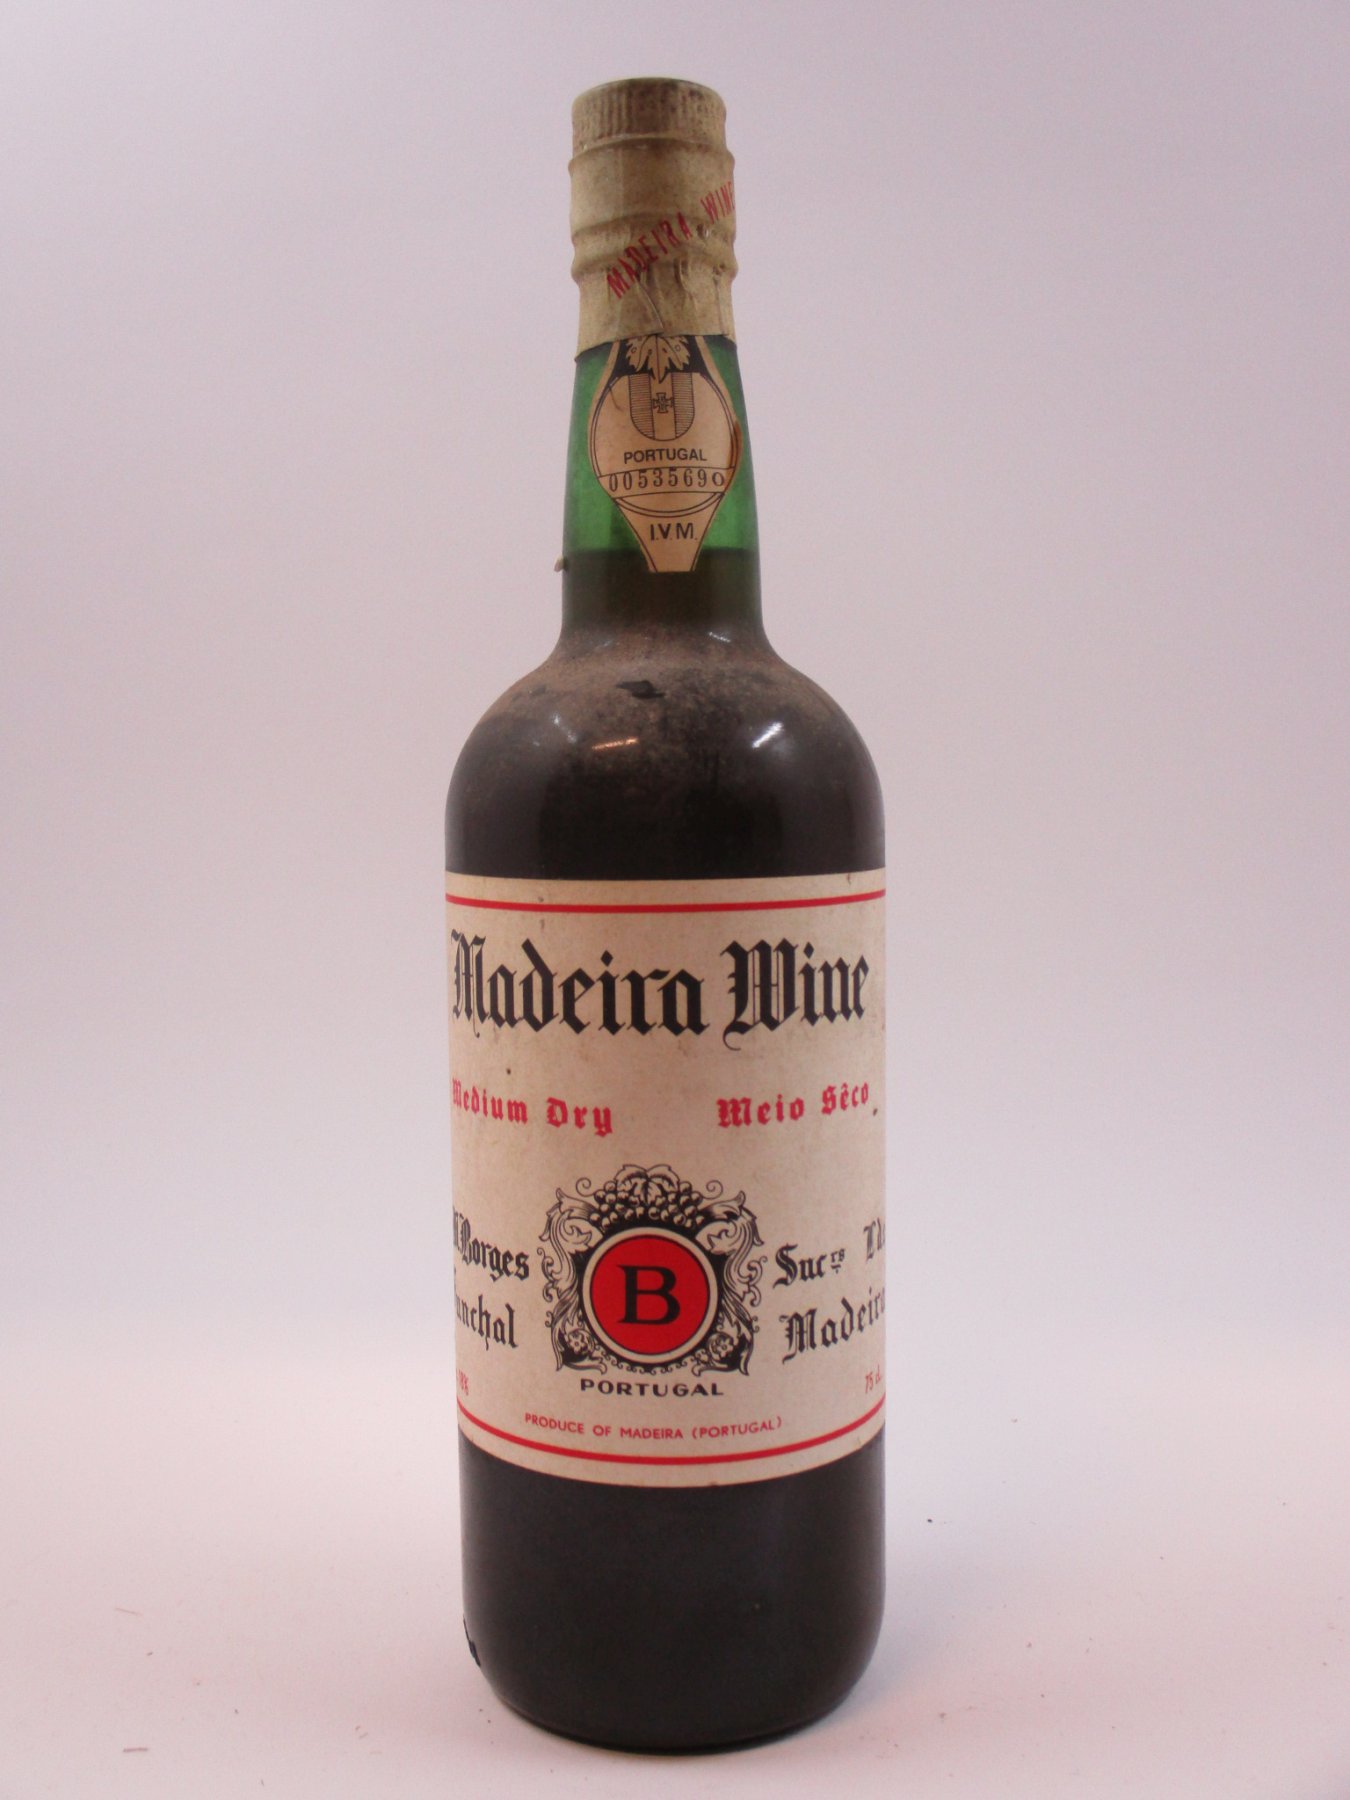 MADEIRA WINE
PORTUGAL
00535690
I.V.M.
Madeira Wine
Medium Dry Meio Sêco
Borges Sucrs
B
Funchal Madeira
PORTUGAL
75 cl.
PRODUCE OF MADEIRA (PORTUGAL)